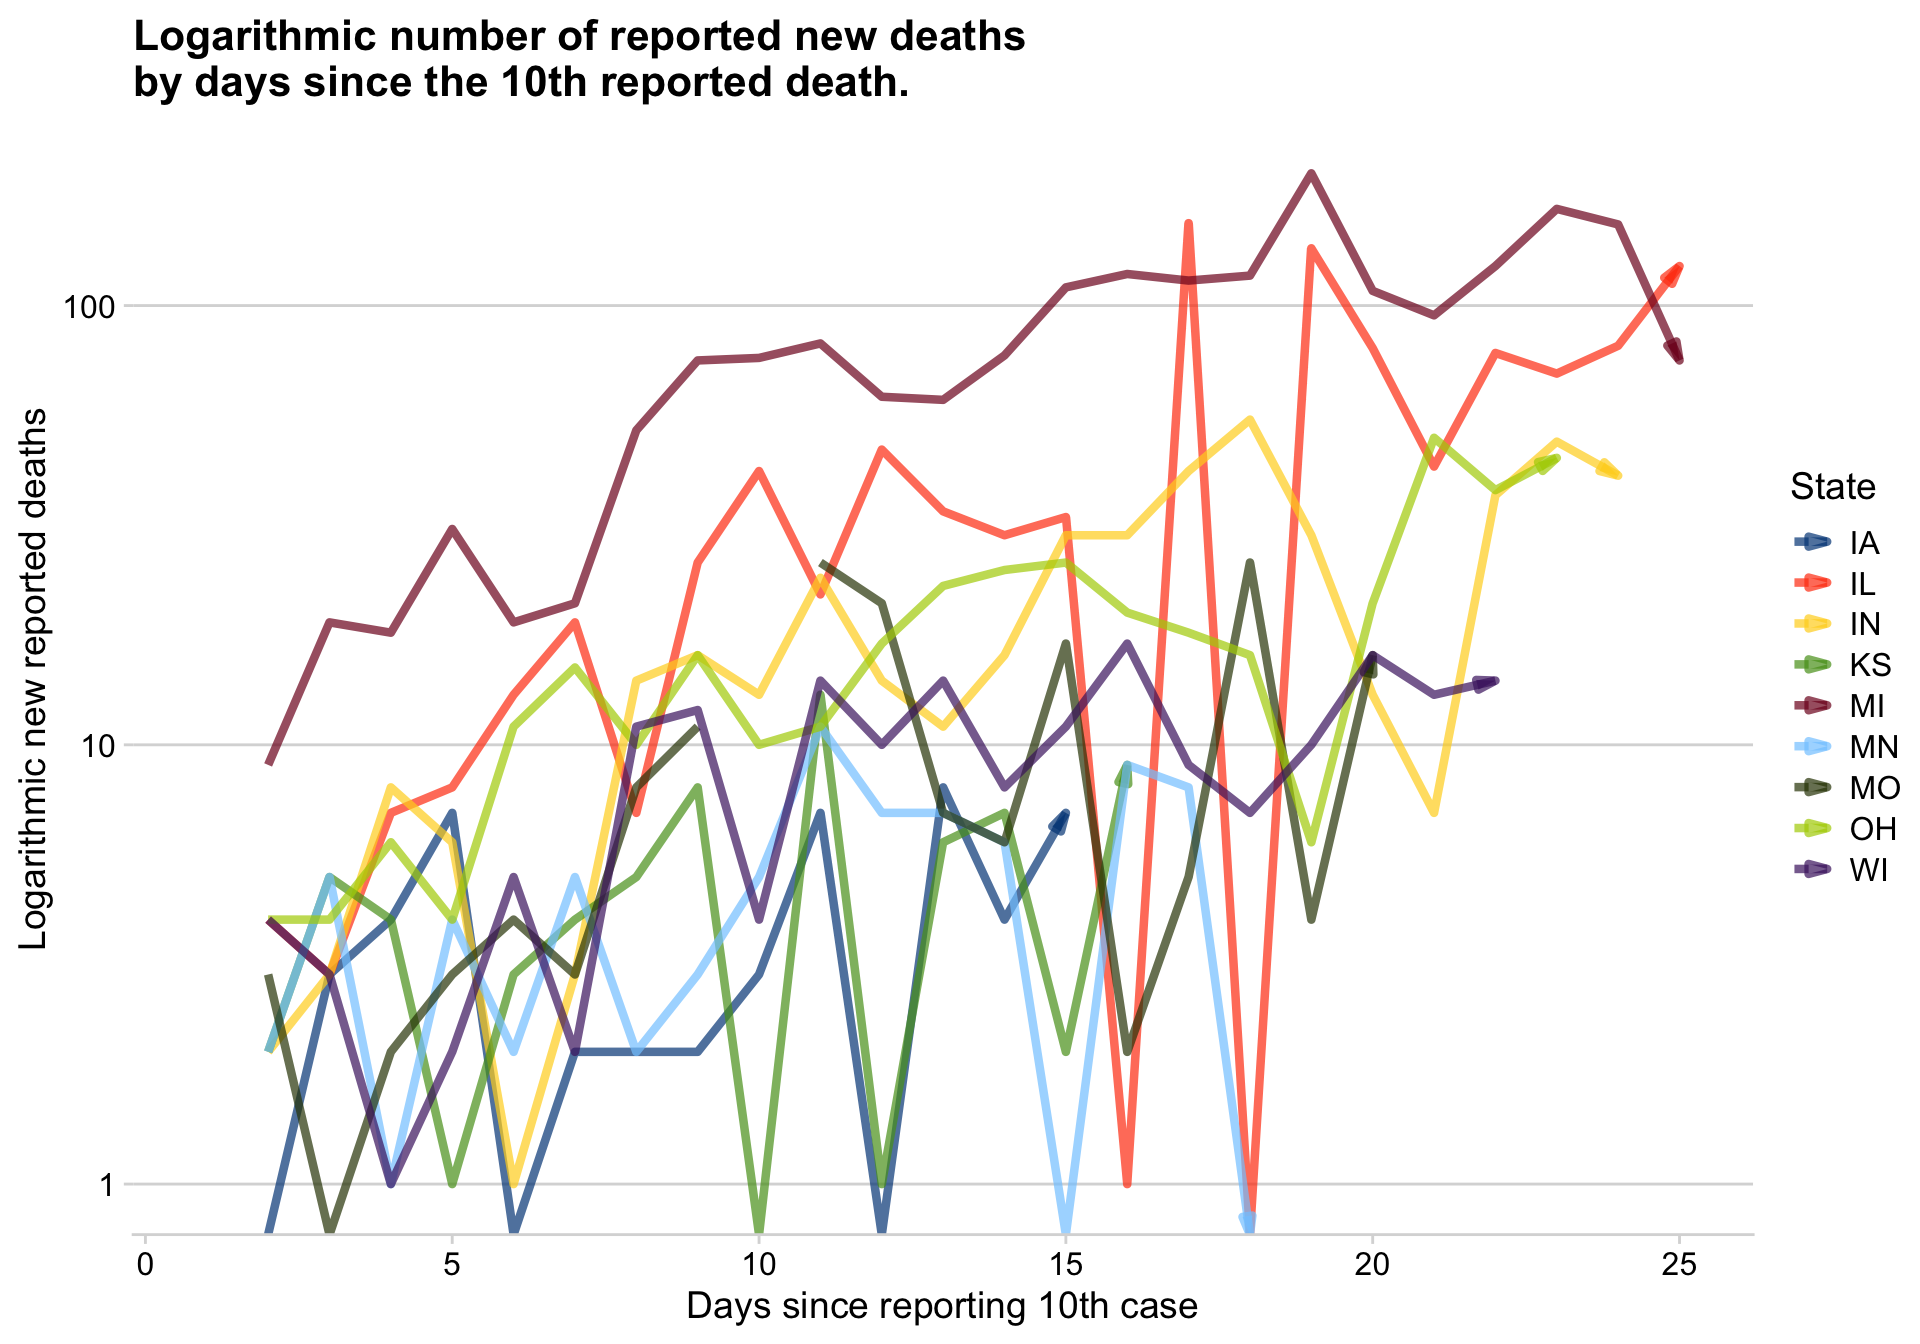 Logarithmic number of reported new deaths
by days since the 10th reported death.
Logarithmic new reported deaths
100
10
1
0
5
10
15
20
25
Days since reporting 10th case
State
IA
IL
IN
KS
MI
MN
MO
OH
WI